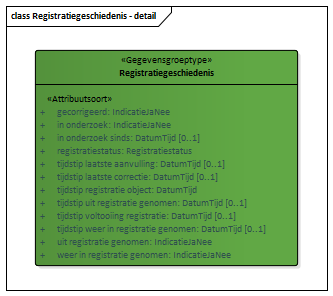 class Registratiegeschiedenis - detail
«Gegevensgroeptype»
Registratiegeschiedenis
«Attribuutsoort»
+ gecorrigeerd: IndicatieJaNee
+ in onderzoek: IndicatieJaNee
+ in onderzoek sinds: DatumTijd [0..1]
+ registratiestatus: Registratiestatus
+ tijdstip laatste aanvulling: DatumTijd [0..1]
+ tijdstip laatste correctie: DatumTijd [0..1]
+ tijdstip registratie object: DatumTijd
+ tijdstip uit registratie genomen: DatumTijd [0..1]
+ tijdstip voltooiing registratie: DatumTijd [0..1]
+ tijdstip weer in registratie genomen: DatumTijd [0..1]
+ uit registratie genomen: IndicatieJaNee
+ weer in registratie genomen: IndicatieJaNee